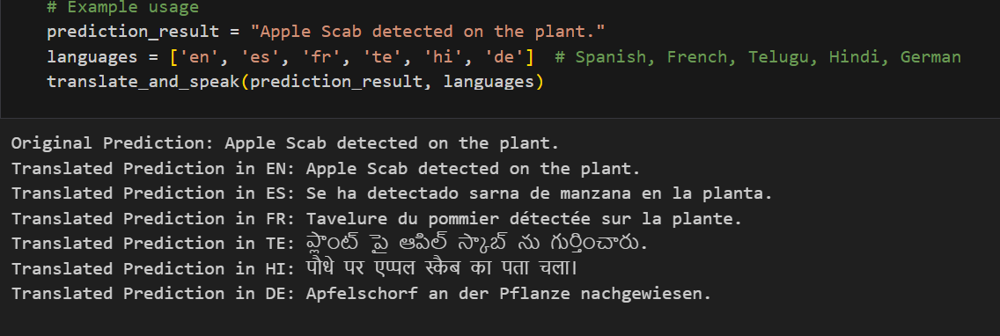 # Example usage
prediction_result = "Apple Scab detected on the plant."
languages = ['en', 'es', 'fr', 'te', 'hi', 'de']  # Spanish, French, Telugu, Hindi, German
translate_and_speak(prediction_result, languages)
Original Prediction: Apple Scab detected on the plant.
Translated Prediction in EN: Apple Scab detected on the plant.
Translated Prediction in ES: Se ha detectado sarna de manzana en la planta.
Translated Prediction in FR: Tavelure du pommier détectée sur la plante.
Translated Prediction in TE: ప్లాంట్ పై ఆపిల్ స్కాబ్ ను గుర్తించారు.
Translated Prediction in HI: पौधे पर एप्पल स्कैब का पता चला।
Translated Prediction in DE: Apfelschorf an der Pflanze nachgewiesen.